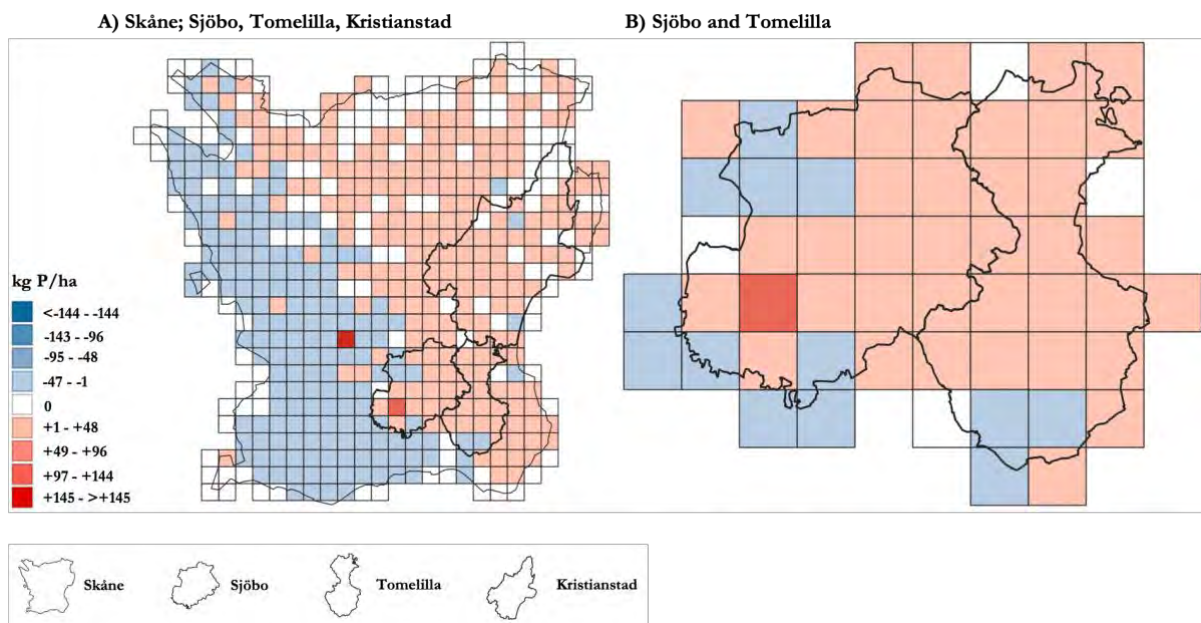 A) Skåne; Sjöbo, Tomelilla, Kristianstad
B) Sjöbo and Tomelilla
kg P/ha
<-144 - -144
-143 - -96
-95 - -48
-47 - -1
0
+1 - +48
+49 - +96
+97 - +144
+145 - >+145
Skåne
Sjöbo
Tomelilla
Kristianstad